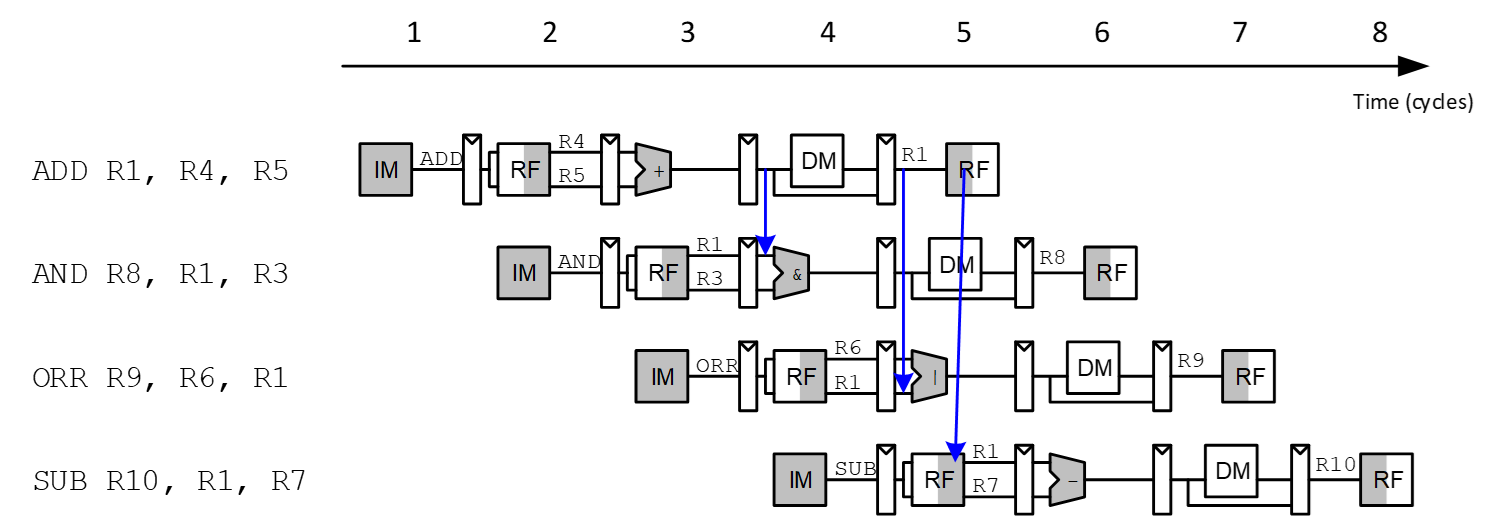 1 2 3 4 5 6 7 8
Time (cycles)
ADD R1, R4, R5 IM ADD RF R4 R5 + DM R1 RF
AND R8, R1, R3 IM AND RF R1 R3 & DM R8 RF
ORR R9, R6, R1 IM ORR RF R6 R1 | DM R9 RF
SUB R10, R1, R7 IM SUB RF R1 R7 - DM R10 RF